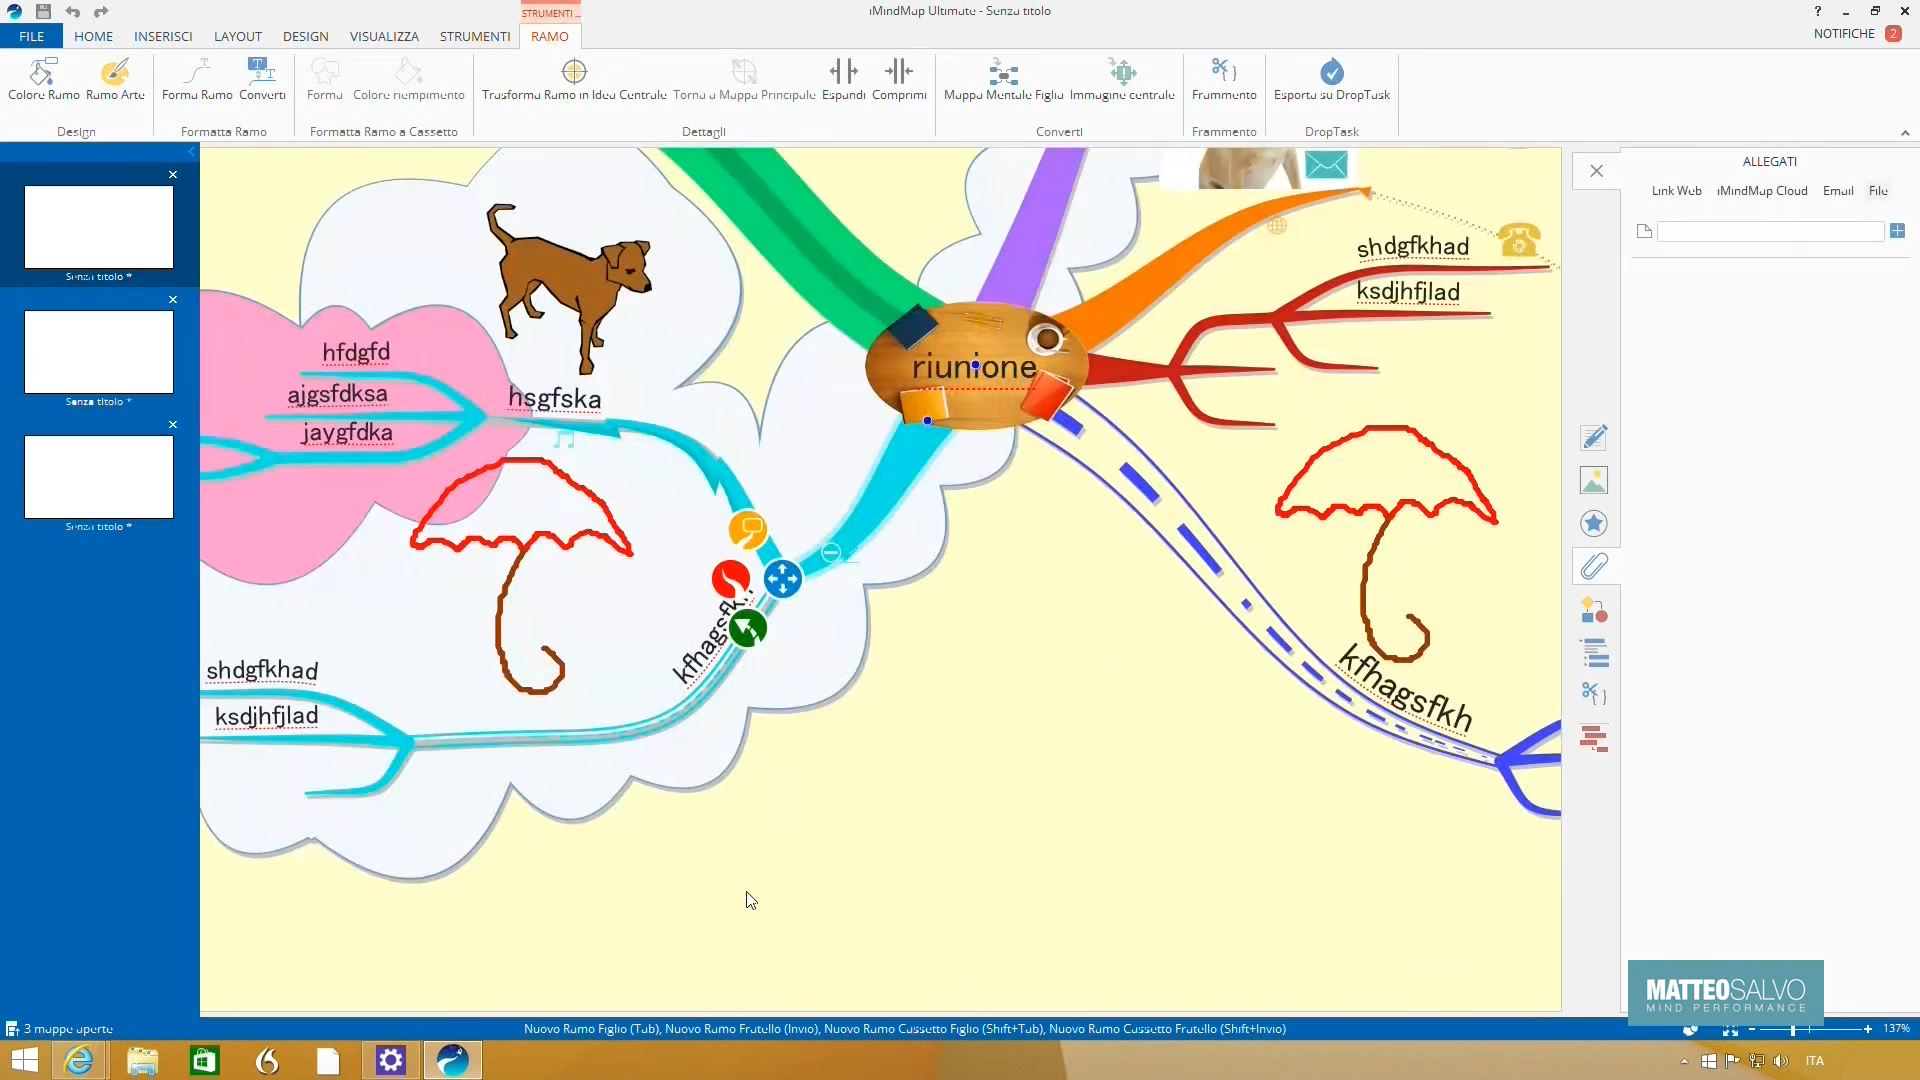 STRUMENTI ...
iMindMap Ultimate - Senza titolo
?
FILE HOME INSERISCI LAYOUT DESIGN VISUALIZZA STRUMENTI RAMO
NOTIFICHE 2
Colore Ramo Ramo Arte Forma Ramo Converti Forma Colore riempimento Trasforma Ramo in Idea Centrale Torna a Mappa Principale Espandi Comprimi Mappa Mentale Figlia Immagine centrale Frammento Esporta su DropTask
Design Formatta Ramo Formatta Ramo a Cassetto Dettagli Converti Frammento DropTask
ALLEGATI
Link Web iMindMap Cloud Email File
Senza titolo *
Senza titolo *
Senza titolo *
shdgfkhad
ksdjhfjlad
riunione
hfdgfd
ajgsfdksa
jaygfdka
hsgfska
kfhagsfkh
kfhagsfkh
shdgfkhad
ksdjhfjlad
MATTEOSALVO
MIND PERFORMANCE
3 mappe aperte
Nuovo Ramo Figlio (Tab), Nuovo Ramo Fratello (Invio), Nuovo Ramo Cassetto Figlio (Shift+Tab), Nuovo Ramo Cassetto Fratello (Shift+Invio)
137%
ITA